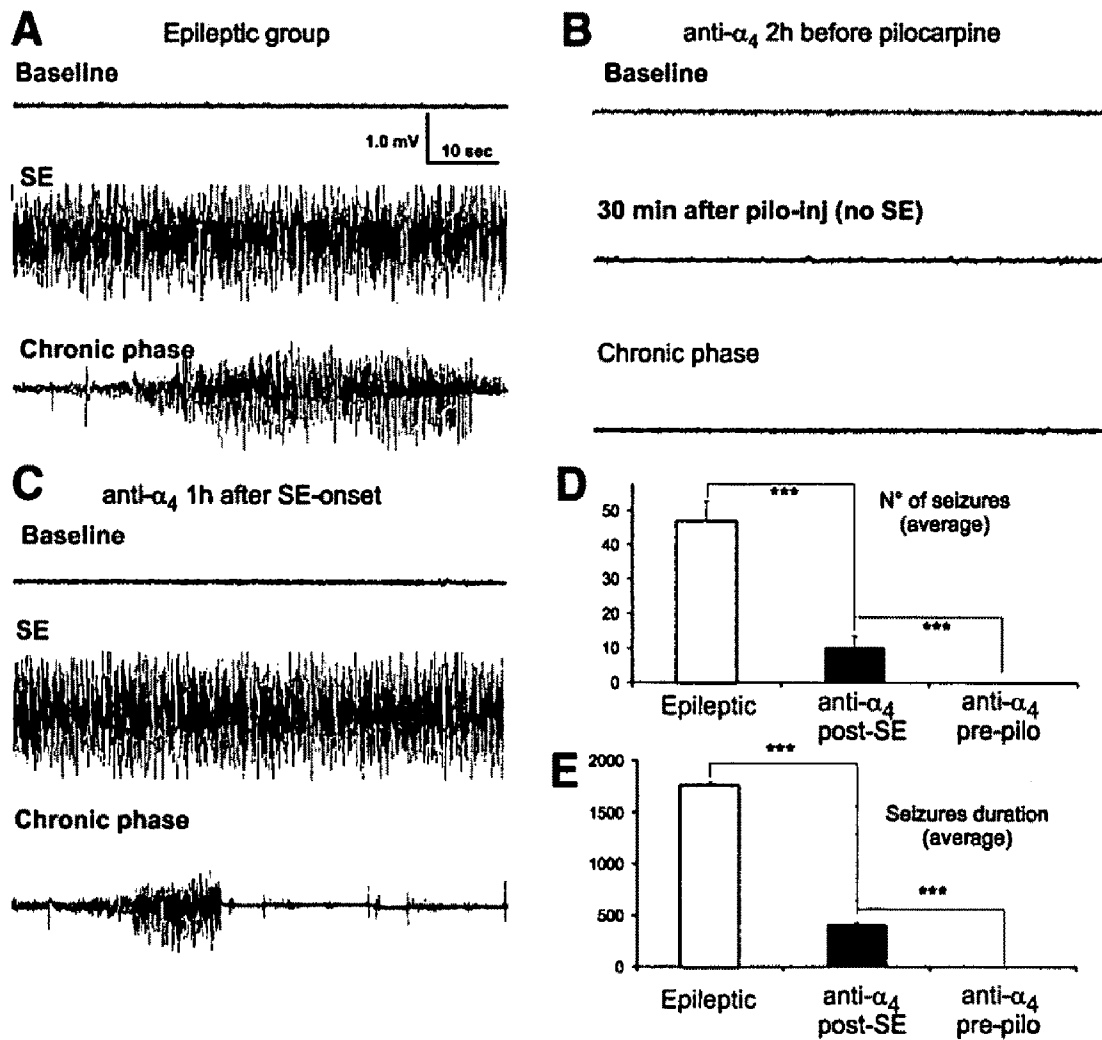 A Epileptic group
Baseline
1.0 mV
10 sec
SE
Chronic phase
B anti-α4 2h before pilocarpine
Baseline
30 min after pilo-inj (no SE)
Chronic phase
C anti-α4 1h after SE-onset
Baseline
SE
Chronic phase
D
N° of seizures
(average)
***
***
50
40
30
20
10
0
Epileptic
anti-α4
post-SE
anti-α4
pre-pilo
E
***
Seizures duration
(average)
***
2000
1500
1000
500
0
Epileptic
anti-α4
post-SE
anti-α4
pre-pilo